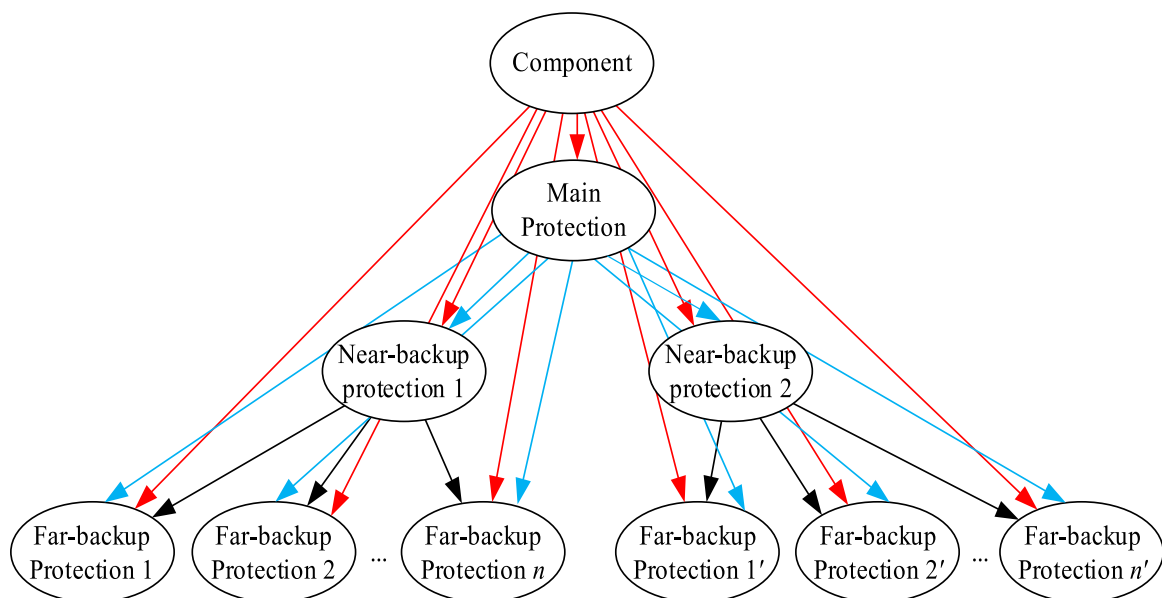 Component
Main
Protection
Near-backup
protection 1
Near-backup
protection 2
Far-backup
Protection 1
Far-backup
Protection 2
...
Far-backup
Protection n
Far-backup
Protection 1′
Far-backup
Protection 2′
...
Far-backup
Protection n′